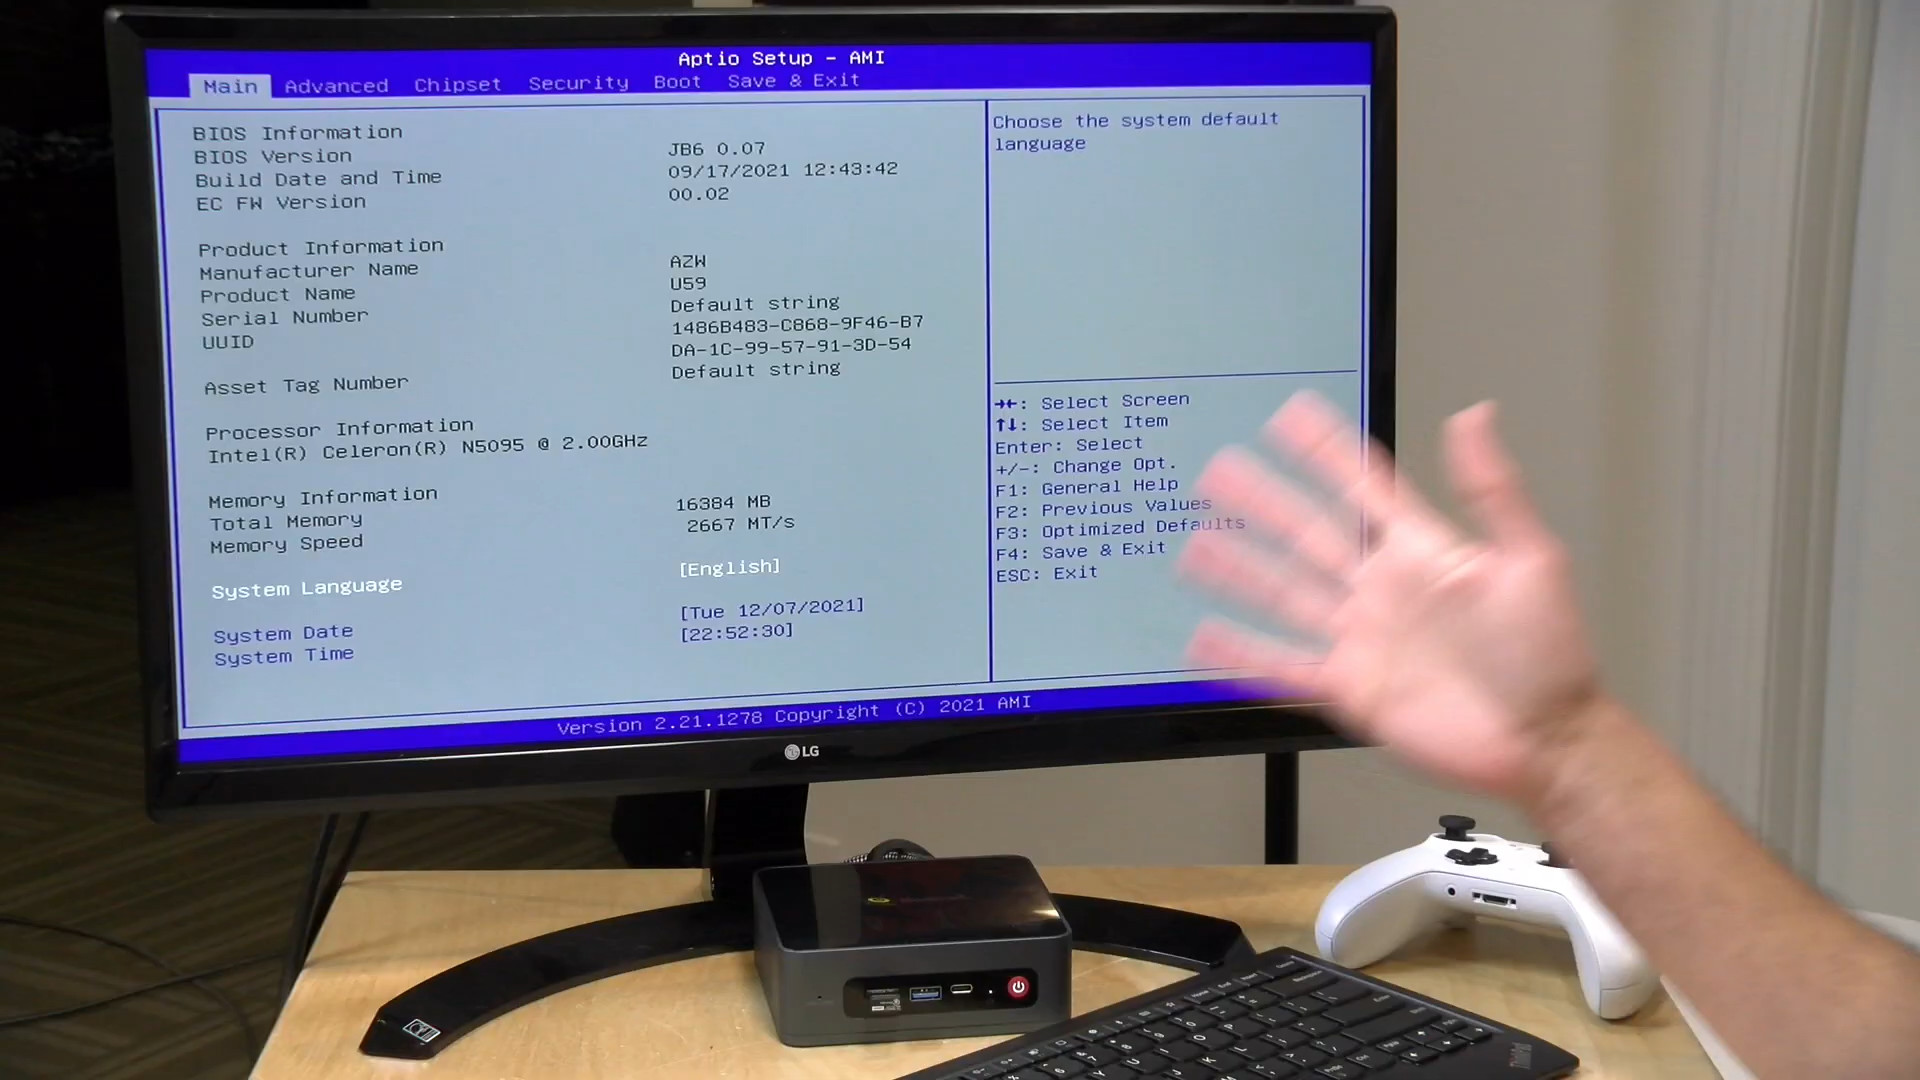 Aptio Setup - AMI
Main Advanced Chipset Security Boot Save & Exit
BIOS Information
BIOS Version JB6 0.07
Build Date and Time 09/17/2021 12:43:42
EC FW Version 00.02
Product Information
Manufacturer Name AZW
Product Name U59
Serial Number Default string
UUID 1486B483-C868-9F46-B7
DA-1C-99-57-91-3D-54
Asset Tag Number Default string
Processor Information
Intel(R) Celeron(R) N5095 @ 2.00GHz
Memory Information
Total Memory 16384 MB
Memory Speed 2667 MT/s
System Language [English]
System Date [Tue 12/07/2021]
System Time [22:52:30]
Choose the system default
language
→←: Select Screen
↑↓: Select Item
Enter: Select
+/-: Change Opt.
F1: General Help
F2: Previous Values
F3: Optimized Defaults
F4: Save & Exit
ESC: Exit
Version 2.21.1278 Copyright (C) 2021 AMI
LG
ThinkPad